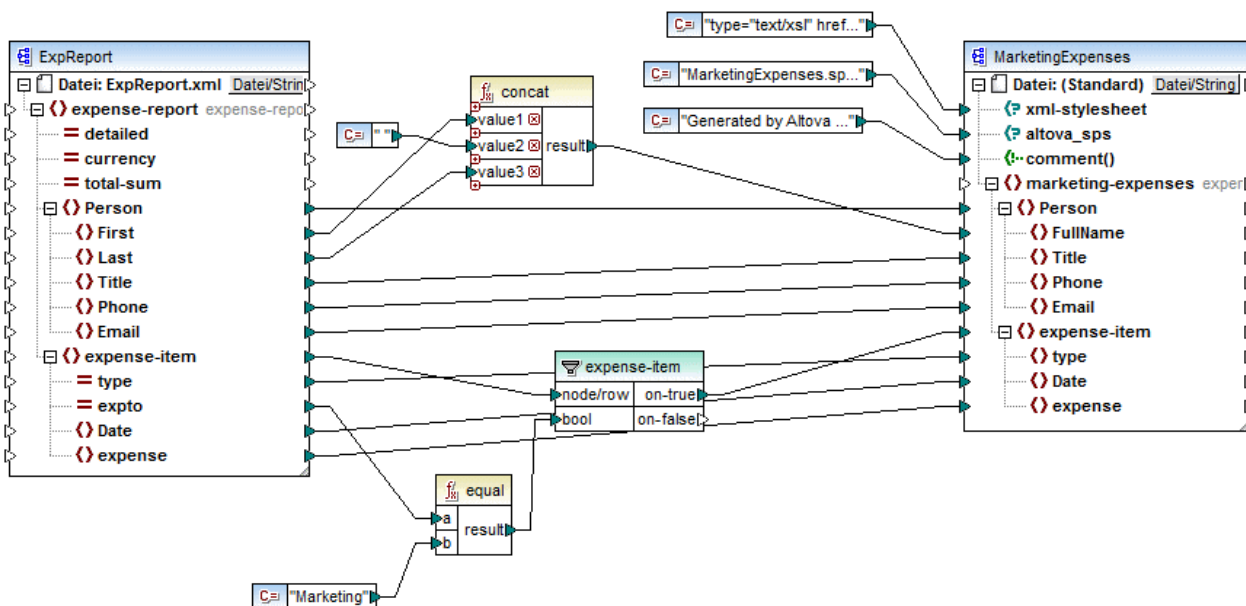 ExpReport
Datei: ExpReport.xml Datei/Strin
expense-report expense-repo
detailed
currency
total-sum
Person
First
Last
Title
Phone
Email
expense-item
type
expto
Date
expense
C= " "
concat
value1
value2 result
value3
C= "type="text/xsl" href..."
C= "MarketingExpenses.sp..."
C= "Generated by Altova ..."
expense-item
node/row on-true
bool on-false
equal
a
result
b
C= "Marketing"
MarketingExpenses
Datei: (Standard) Datei/String
xml-stylesheet
altova_sps
comment()
marketing-expenses exper
Person
FullName
Title
Phone
Email
expense-item
type
Date
expense